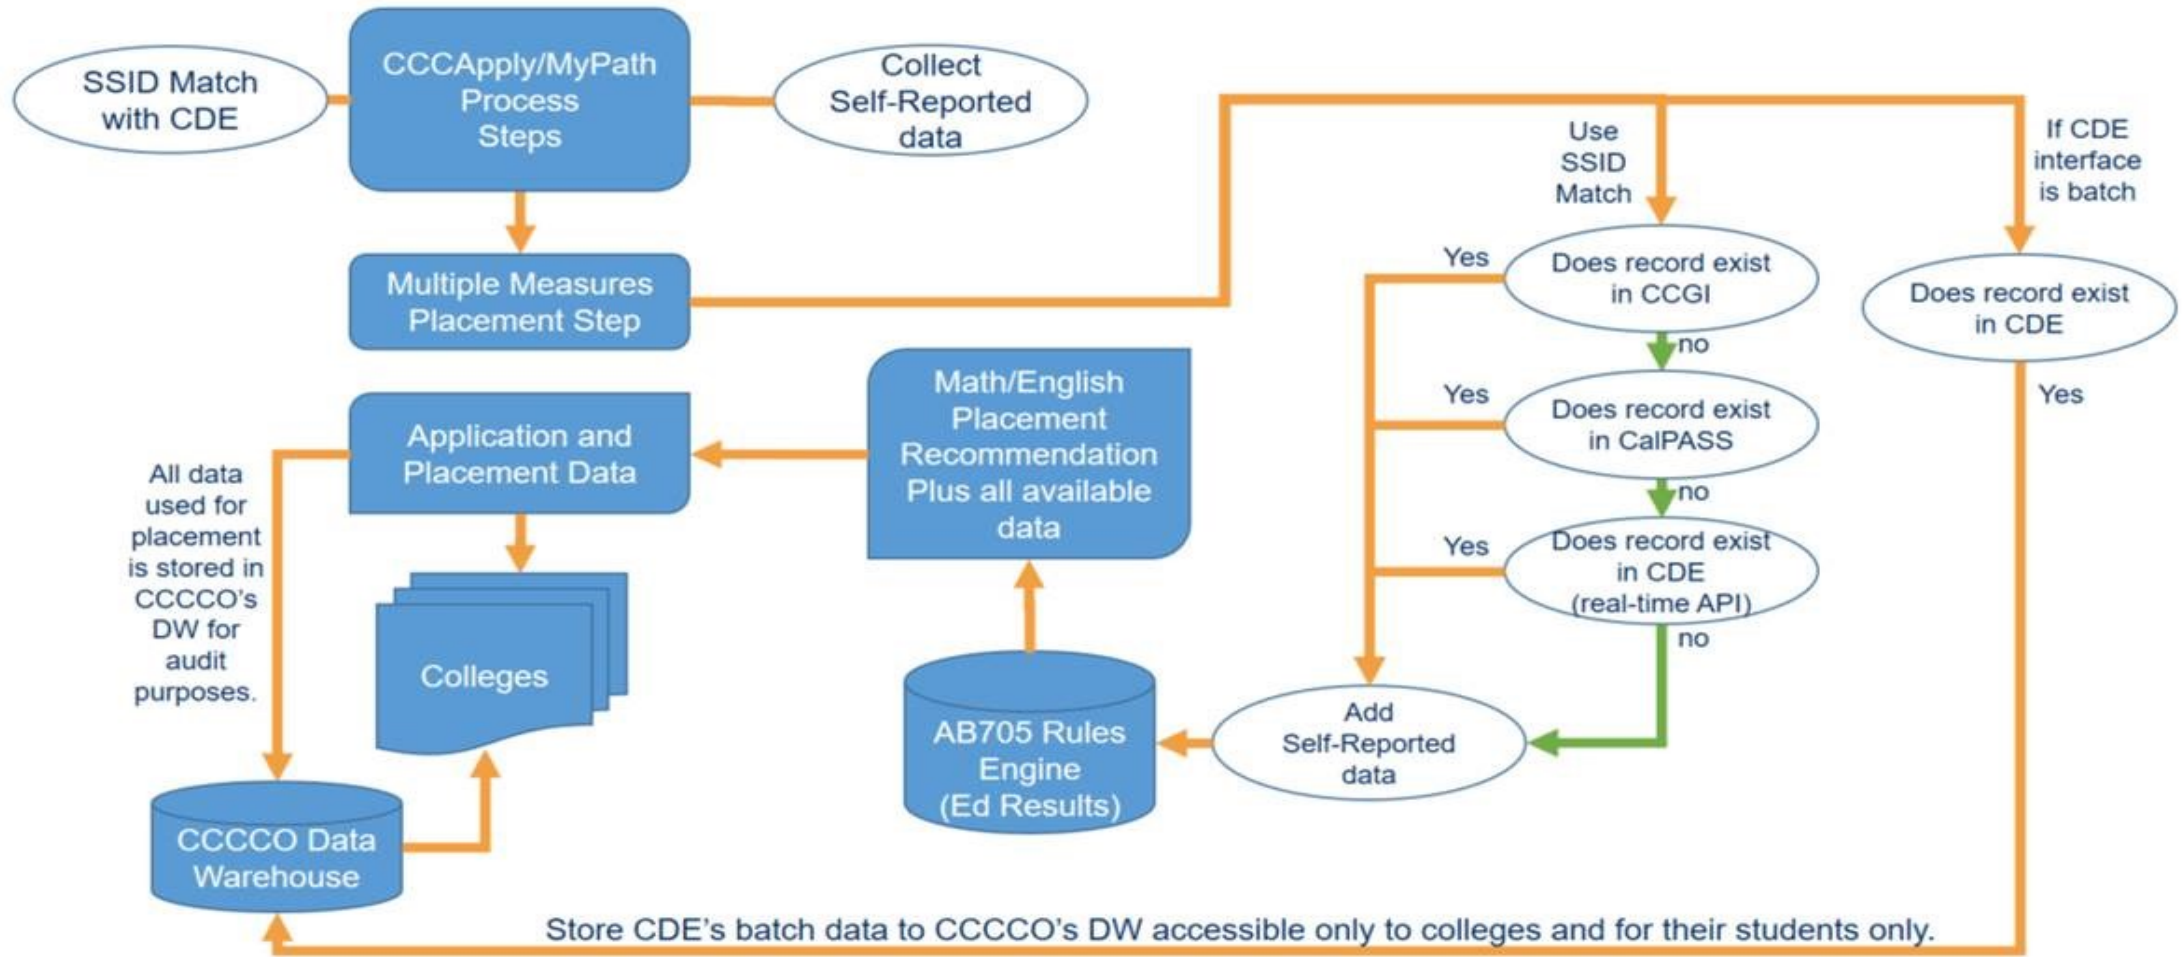 SSID Match
with CDE
CCCApply/MyPath
Process
Steps
Collect
Self-Reported
data
Multiple Measures
Placement Step
Use
SSID
Match
If CDE
interface
is batch
Yes
Does record exist
in CCGI
no
Does record exist
in CDE
Yes
Yes
Does record exist
in CalPASS
no
Yes
Does record exist
in CDE
(real-time API)
no
Math/English
Placement
Recommendation
Plus all available
data
Application and
Placement Data
All data
used for
placement
is stored in
CCCCO's
DW for
audit
purposes.
Colleges
AB705 Rules
Engine
(Ed Results)
Add
Self-Reported
data
CCCCO Data
Warehouse
Store CDE's batch data to CCCCO's DW accessible only to colleges and for their students only.